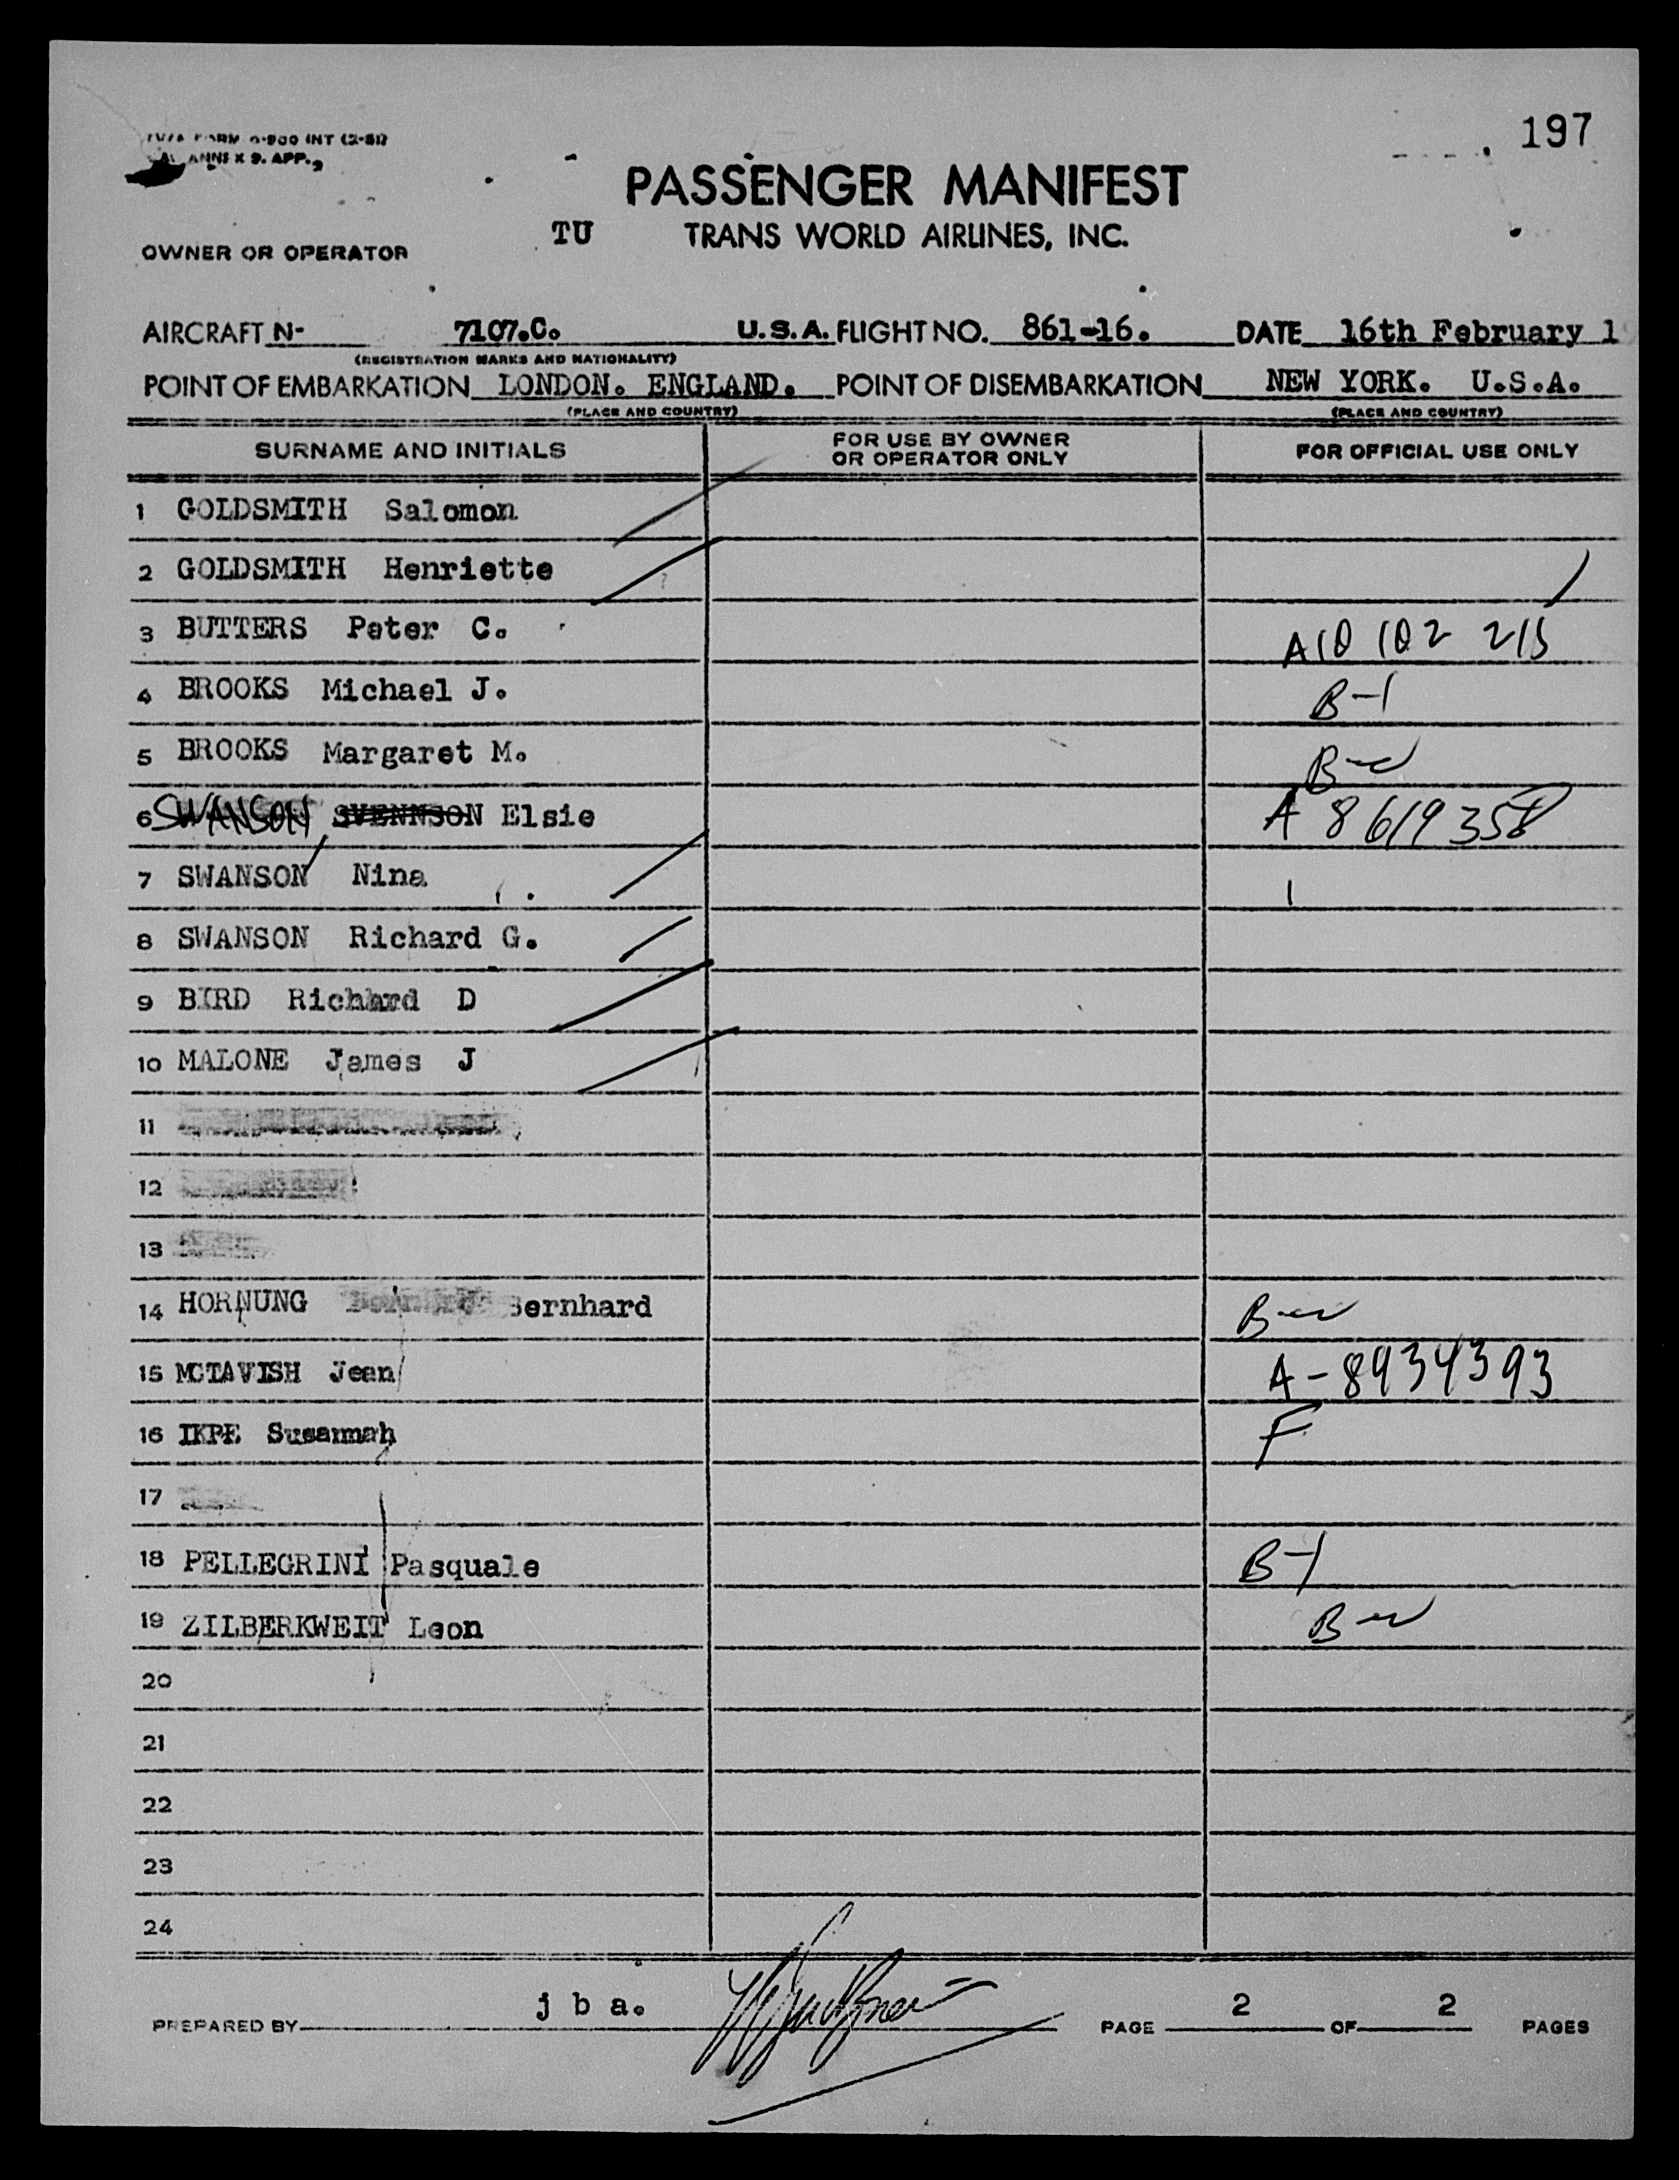 197
PASSENGER MANIFEST
TU TRANS WORLD AIRLINES, INC.
OWNER OR OPERATOR
AIRCRAFT N- 7107.C. U.S.A. FLIGHT NO. 861-16. DATE 16th February 1
(REGISTRATION MARKS AND NATIONALITY)
POINT OF EMBARKATION LONDON. ENGLAND. POINT OF DISEMBARKATION NEW YORK. U.S.A.
(PLACE AND COUNTRY) (PLACE AND COUNTRY)
SURNAME AND INITIALS FOR USE BY OWNER OR OPERATOR ONLY FOR OFFICIAL USE ONLY
1 GOLDSMITH Salomon
2 GOLDSMITH Henriette
3 BUTTERS Peter C. A10 102 215
4 BROOKS Michael J. B-1
5 BROOKS Margaret M.
6 SWANSON SVENNSON Elsie A 8619358
7 SWANSON Nina
8 SWANSON Richard G.
9 BIRD Richard D
10 MALONE James J
11
12
13
14 HORNUNG Bernhard
15 MCTAVISH Jean A-8934393
16 IKPE Susannah F
17
18 PELLEGRINI Pasquale B-1
19 ZILBERKWEIT Leon
20
21
22
23
24
PREPARED BY j b a. PAGE 2 OF 2 PAGES